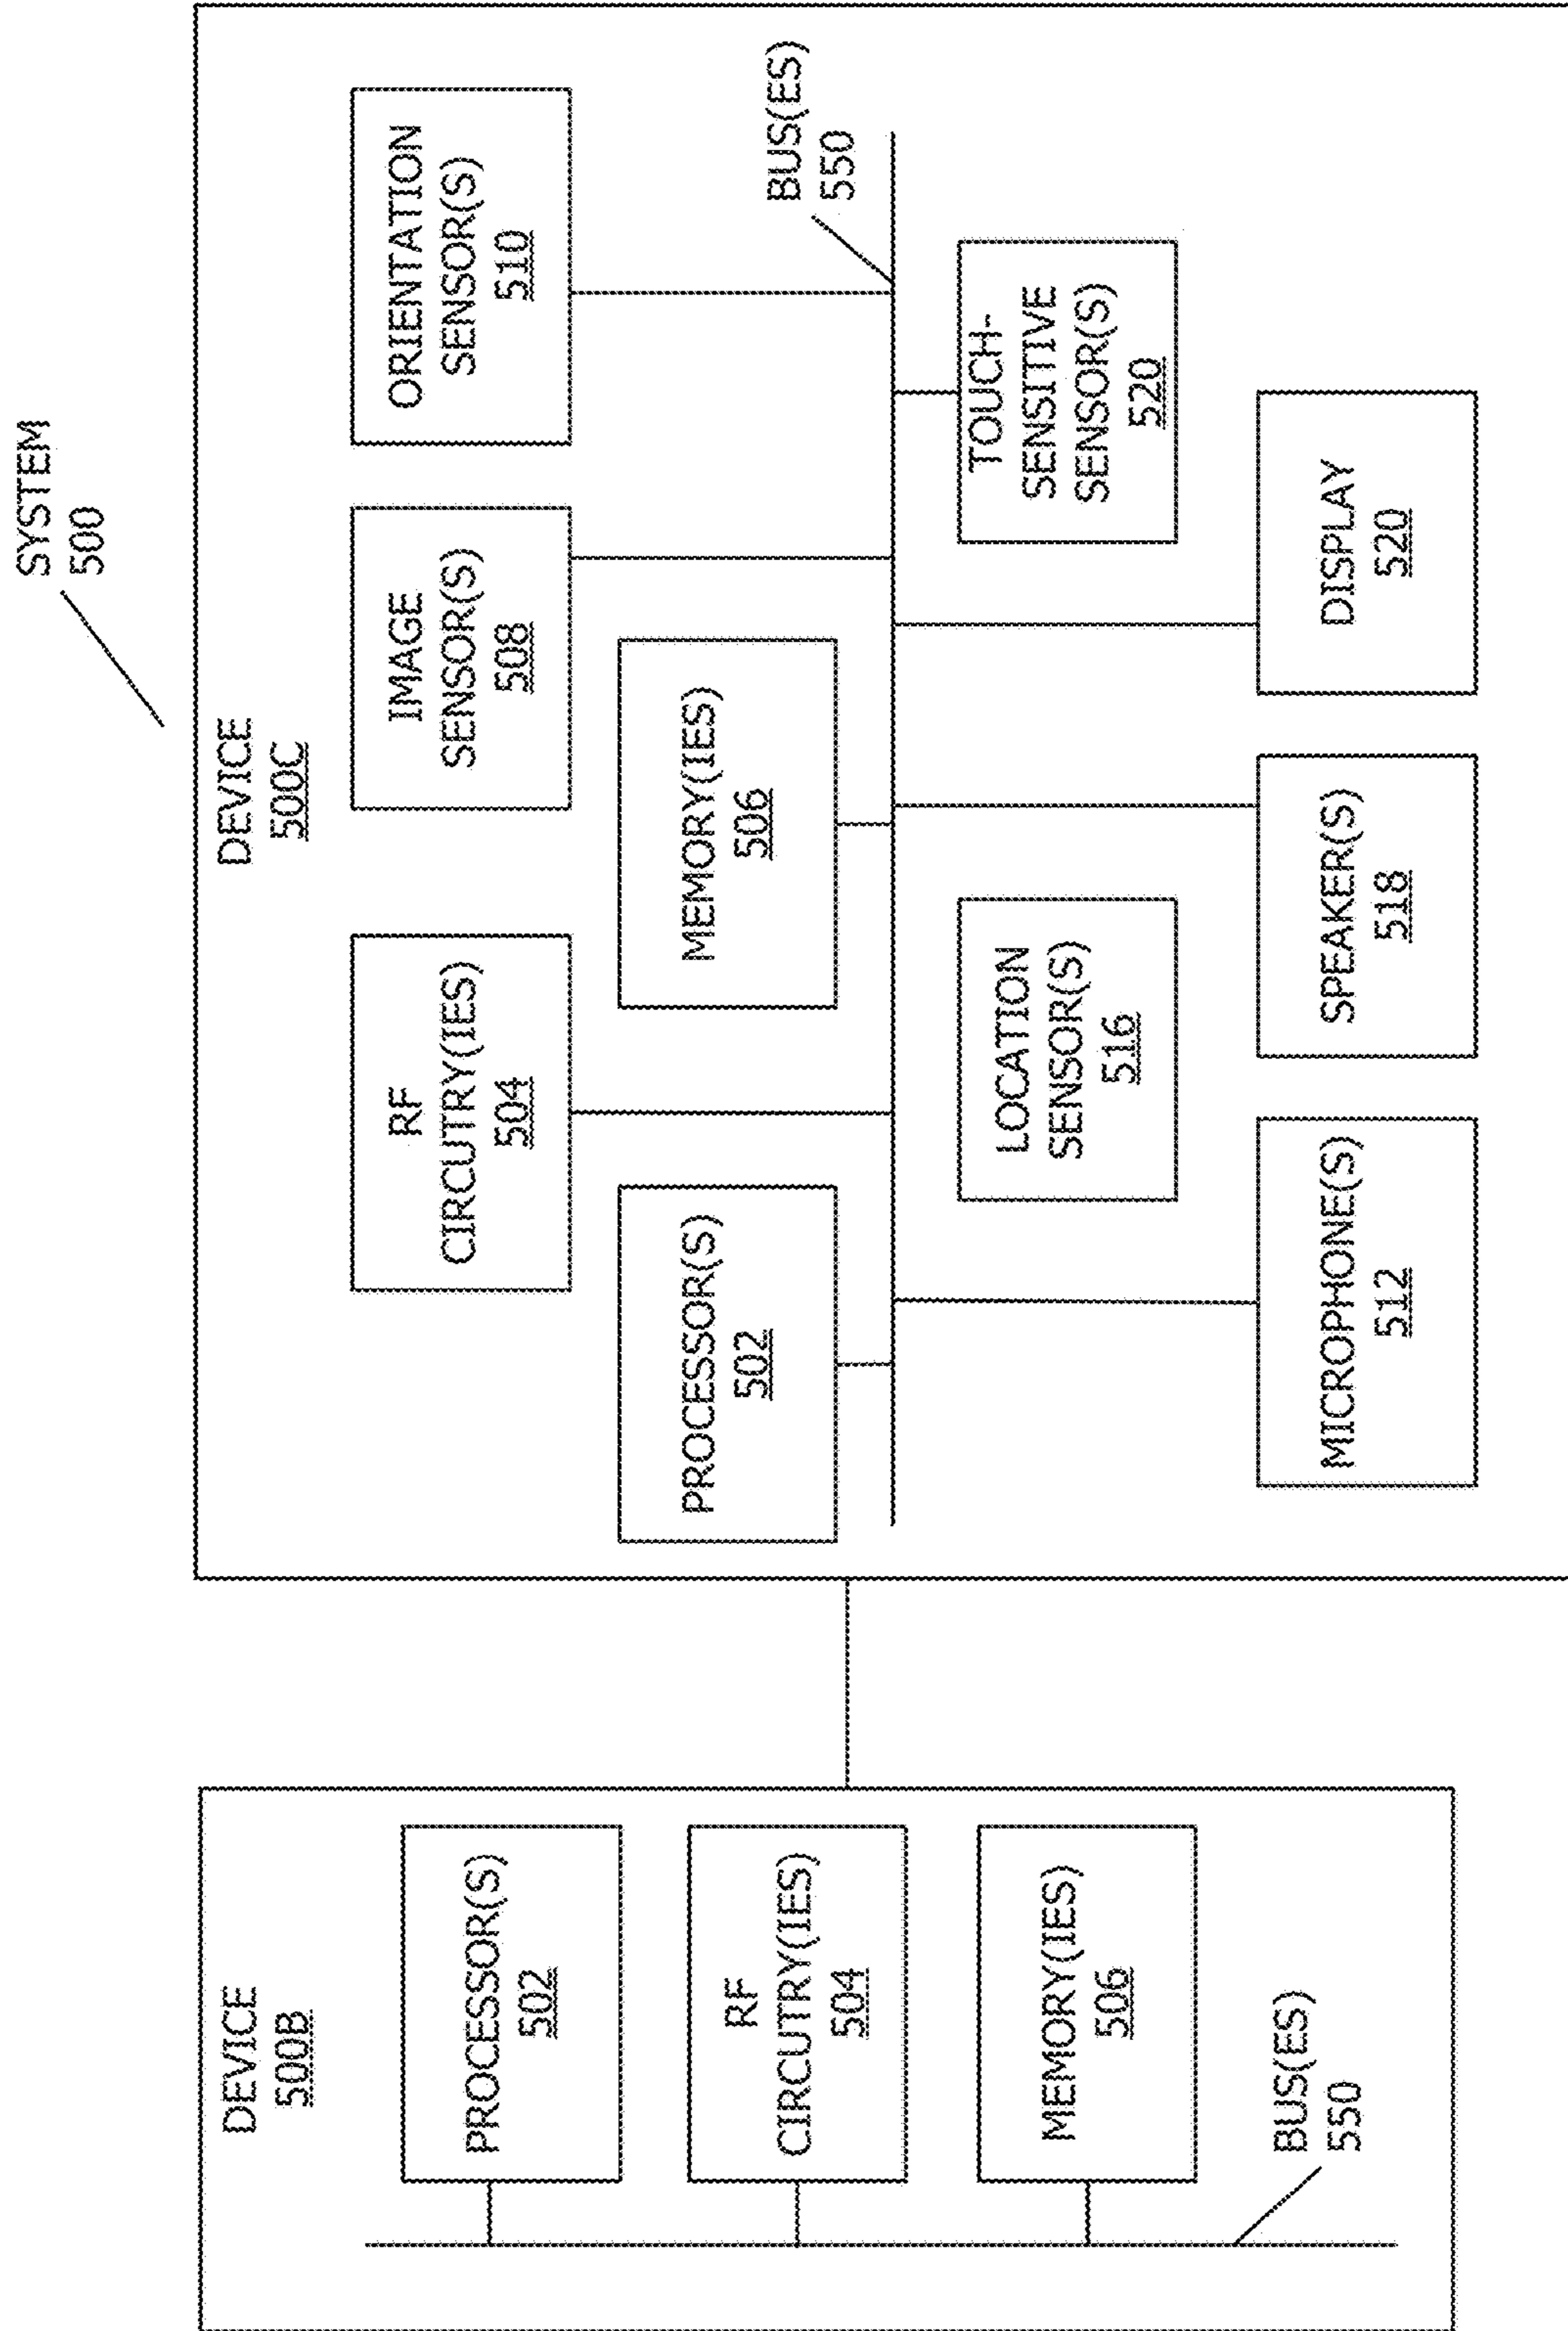 SYSTEM
500
DEVICE
500B
PROCESSOR(S)
502
RF
CIRCUTRY(IES)
504
MEMORY(IES)
506
BUS(ES)
550
DEVICE
500C
RF
CIRCUTRY(IES)
504
IMAGE
SENSOR(S)
508
ORIENTATION
SENSOR(S)
510
PROCESSOR(S)
502
MEMORY(IES)
506
BUS(ES)
550
LOCATION
SENSOR(S)
516
TOUCH-
SENSITIVE
SENSOR(S)
520
MICROPHONE(S)
512
SPEAKER(S)
518
DISPLAY
520